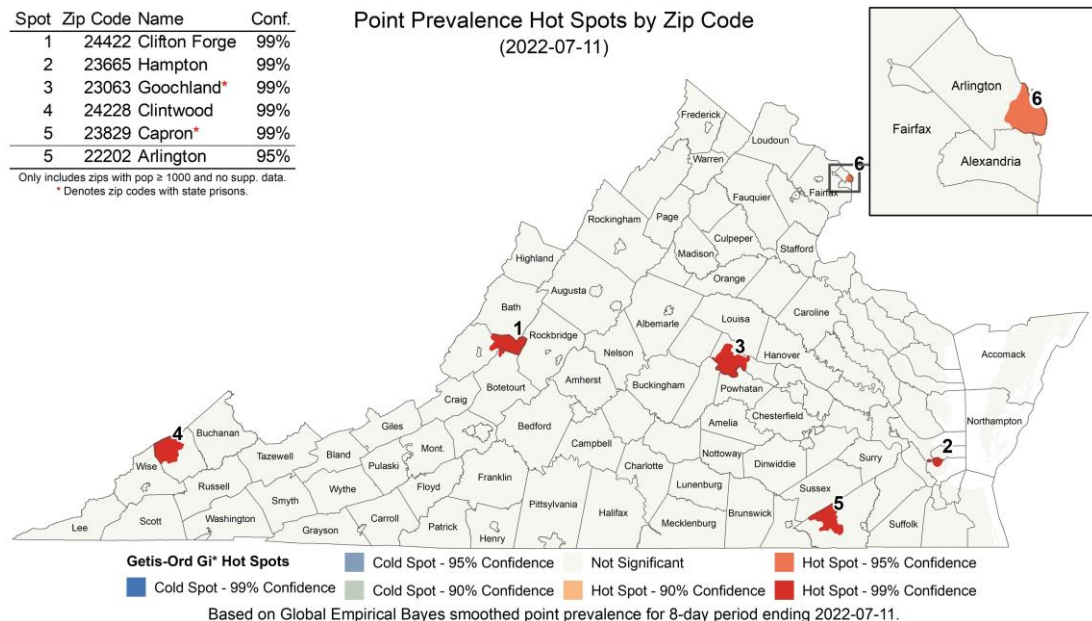 Point Prevalence Hot Spots by Zip Code
(2022-07-11)
Spot Zip Code Name Conf.
1 24422 Clifton Forge 99%
2 23665 Hampton 99%
3 23063 Goochland* 99%
4 24228 Clintwood 99%
5 23829 Capron* 99%
5 22202 Arlington 95%
Only includes zips with pop ≥ 1000 and no supp. data.
* Denotes zip codes with state prisons.
6
Arlington
Fairfax
Alexandria
Frederick
Loudoun
Warren
6
Fairfax
Fauquier
Rockingham
Page
Culpeper
Stafford
Madison
Highland
Orange
Augusta
Bath
Caroline
Louisa
Albemarle
1
Rockbridge
3
Hanover
Accomack
Nelson
Botetourt
Amherst
Buckingham
Powhatan
Craig
Chesterfield
Northampton
Amelia
4
Buchanan
Giles
Bedford
Campbell
2
Mont.
Nottoway
Dinwiddie
Surry
Tazewell
Bland
Wise
Pulaski
Charlotte
Russell
Wythe
Floyd
Franklin
Lunenburg
Sussex
Smyth
5
Pittsylvania
Halifax
Brunswick
Suffolk
Lee
Scott
Washington
Grayson
Carroll
Patrick
Henry
Mecklenburg
Getis-Ord Gi* Hot Spots
Cold Spot - 95% Confidence
Not Significant
Hot Spot - 95% Confidence
Cold Spot - 99% Confidence
Cold Spot - 90% Confidence
Hot Spot - 90% Confidence
Hot Spot - 99% Confidence
Based on Global Empirical Bayes smoothed point prevalence for 8-day period ending 2022-07-11.